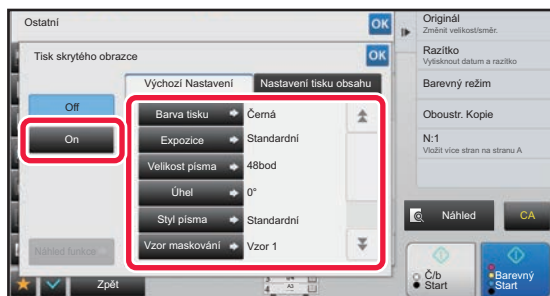 Ostatní
OK
Tisk skrytého obrazce
OK
Výchozí Nastavení
Nastavení tisku obsahu
Off
On
Barva tisku
Černá
Expozice
Standardní
Velikost písma
48bod
Úhel
0°
Styl písma
Standardní
Vzor maskování
Vzor 1
Náhled funkce
Zpět
Originál
Změnit velikost/směr.
Razítko
Vytisknout datum a razítko
Barevný režim
Oboustr. Kopie
N:1
Vložit více stran na stranu A
Náhled
CA
Č/b
Start
Barevný
Start